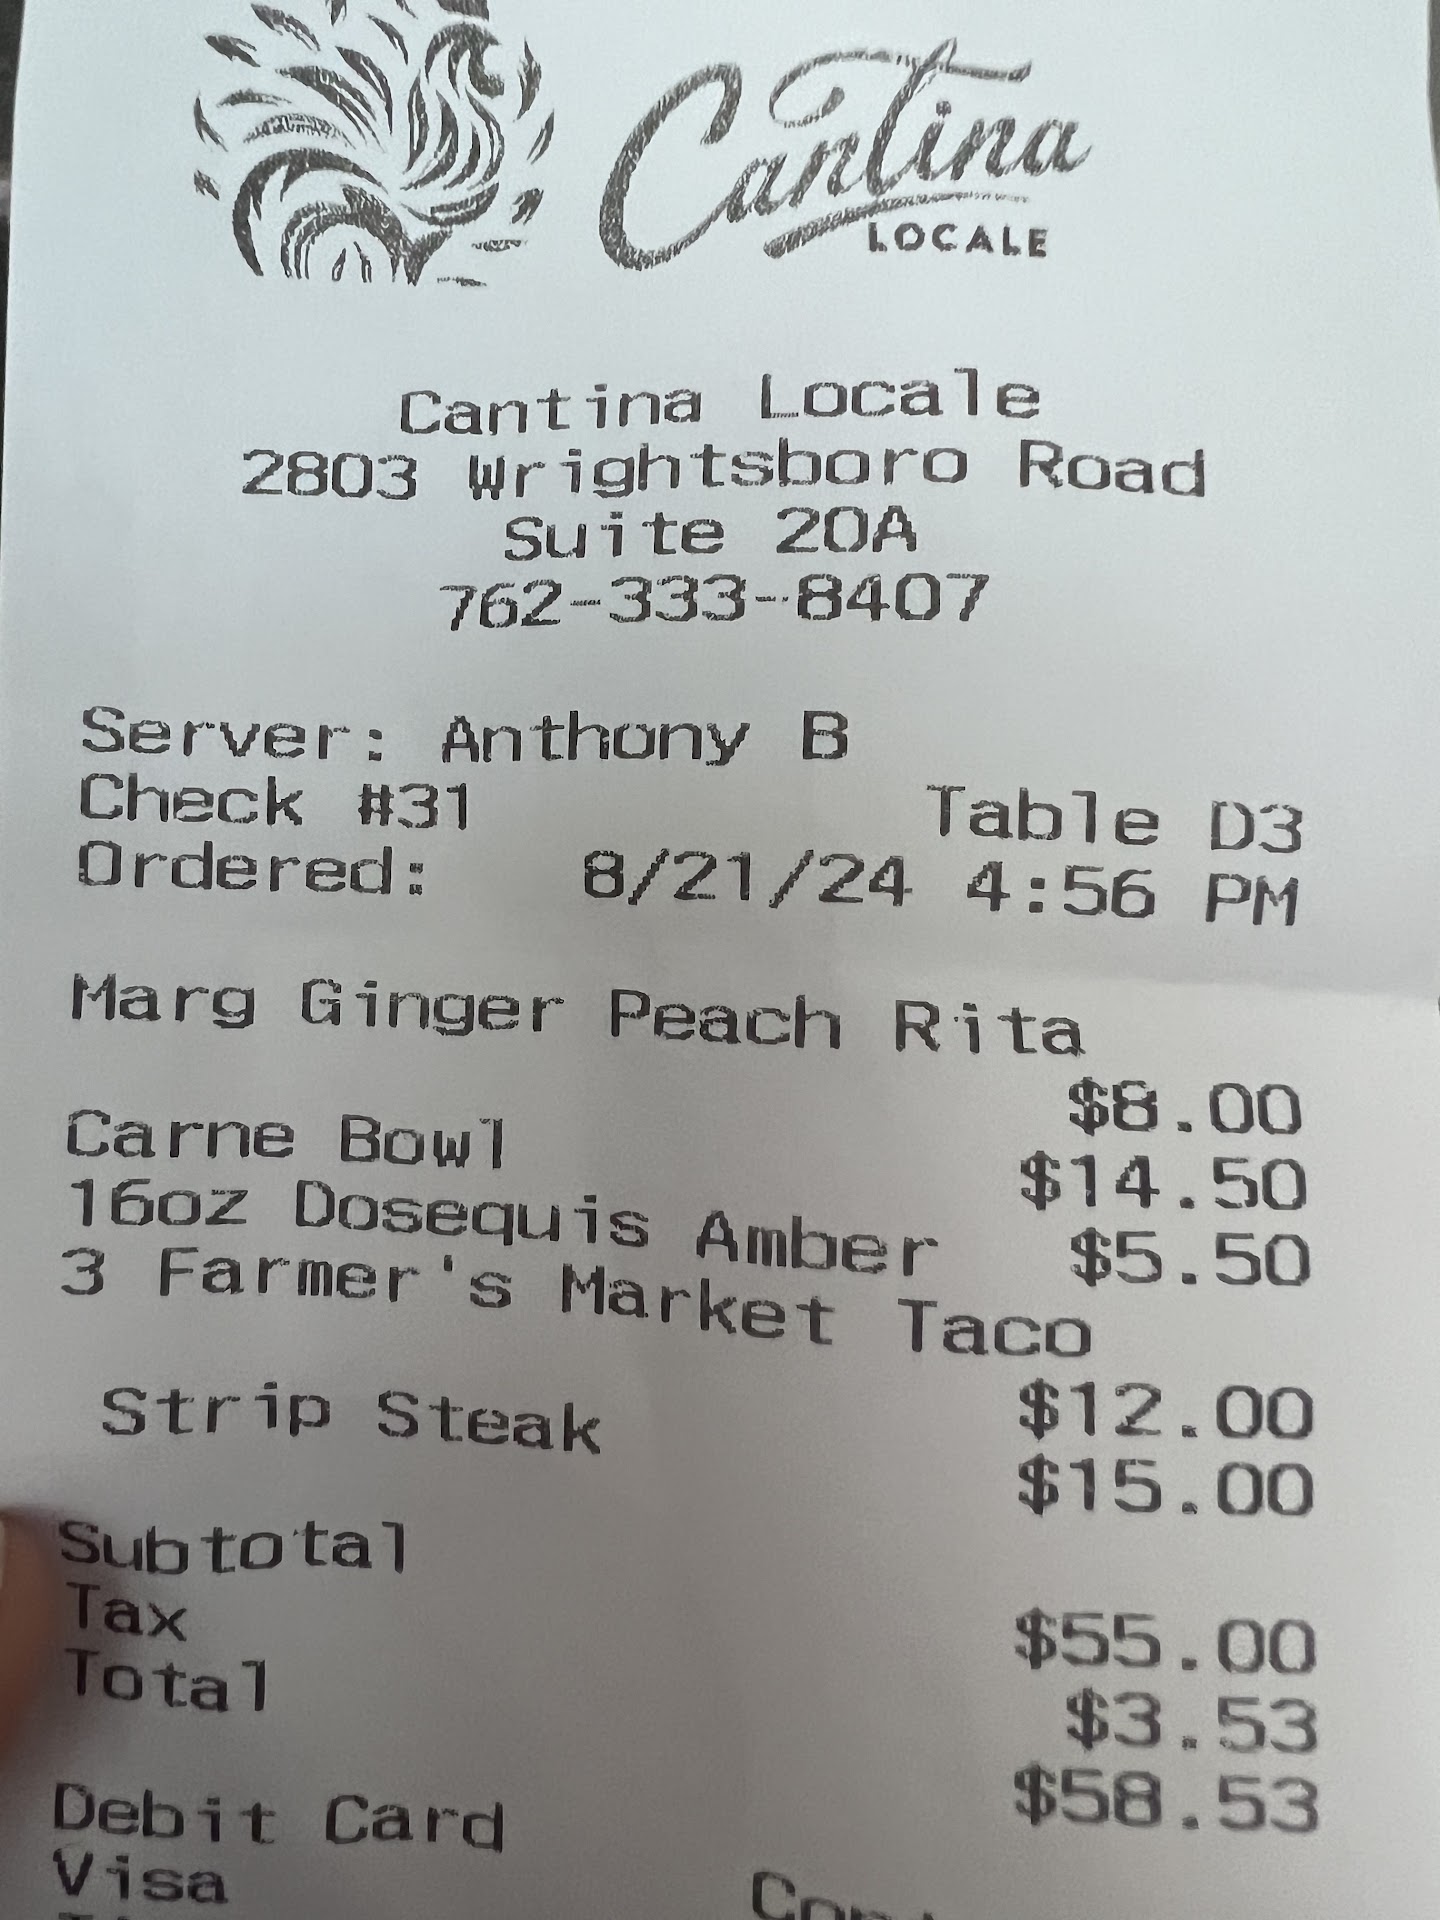 Cantina
LOCALE
Cantina Locale
2803 Wrightsboro Road
Suite 20A
762-333-8407
Server: Anthony B
Check #31 Table D3
Ordered: 8/21/24 4:56 PM
Marg Ginger Peach Rita
$8.00
Carne Bowl $14.50
16oz Dosequis Amber $5.50
3 Farmer's Market Taco
$12.00
Strip Steak $15.00
Subtotal $55.00
Tax $3.53
Total $58.53
Debit Card
Visa